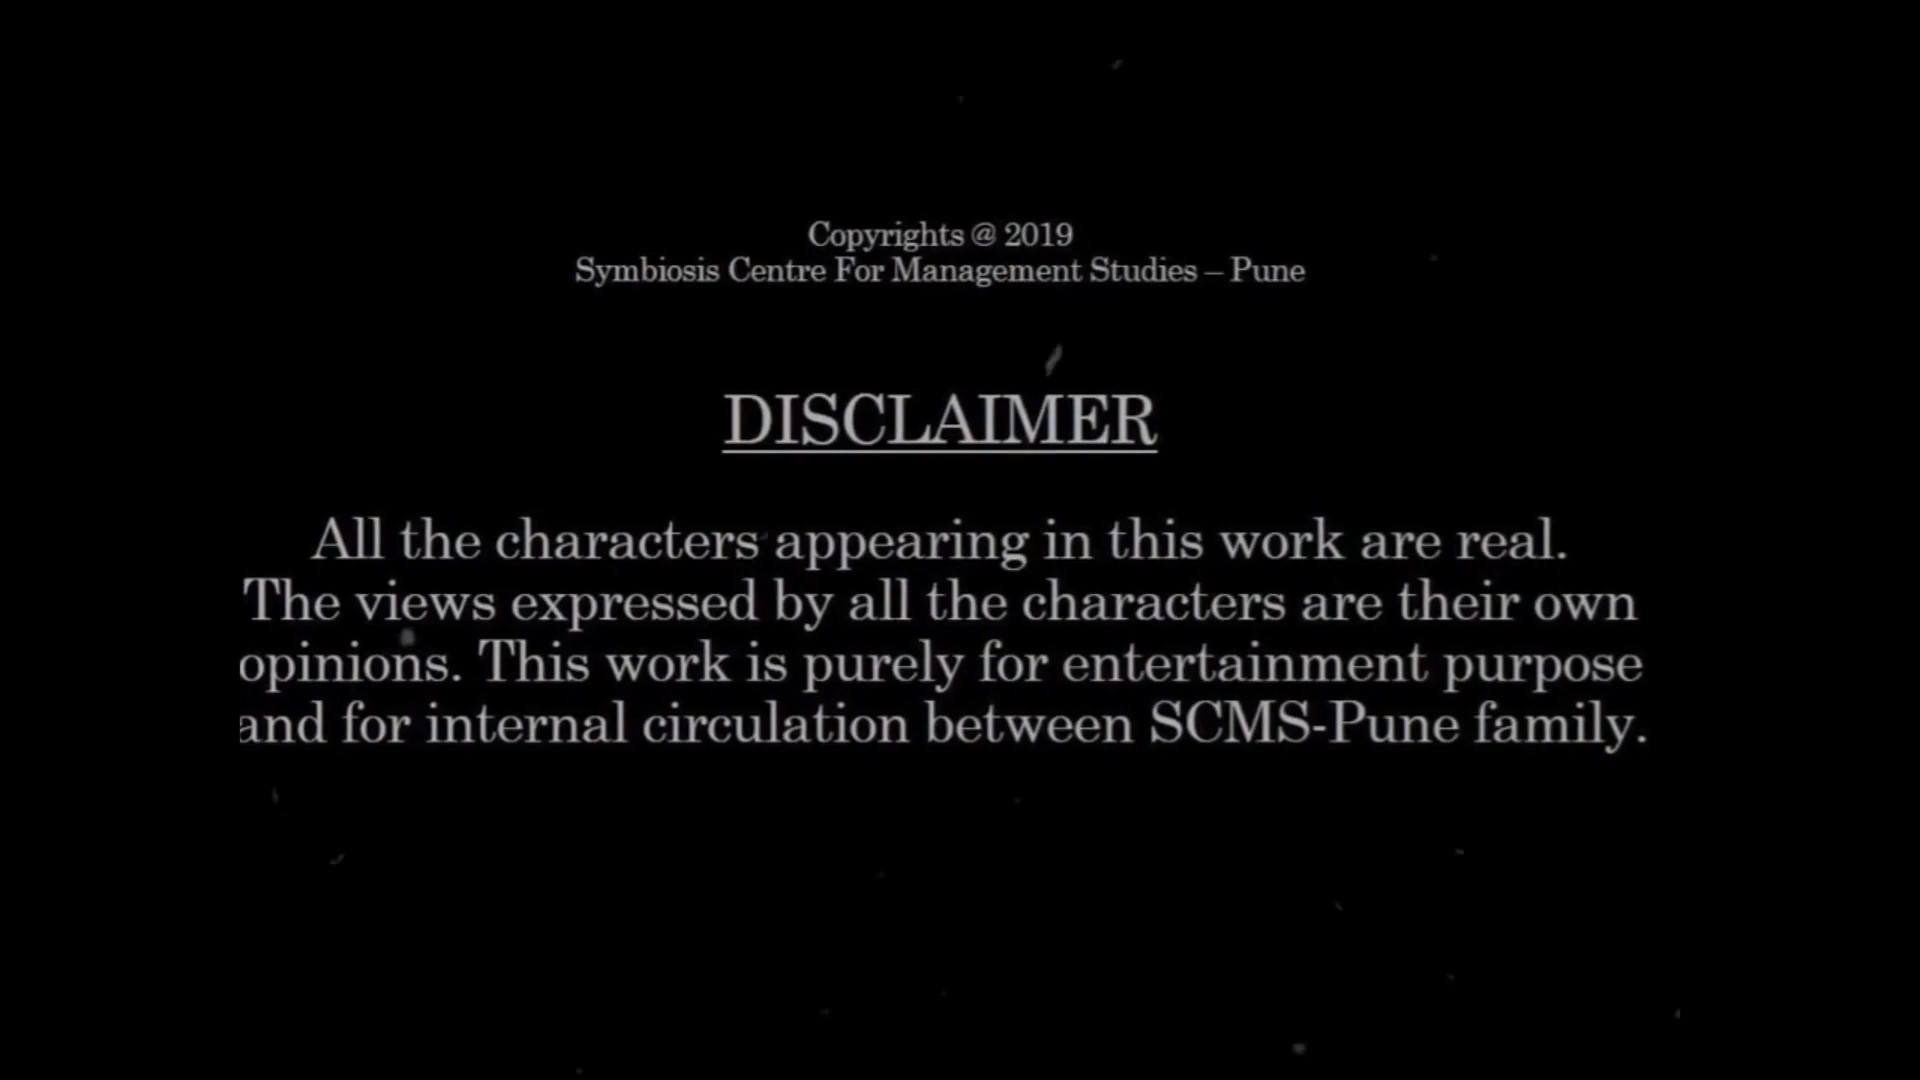 Copyrights @ 2019
Symbiosis Centre For Management Studies – Pune
DISCLAIMER
All the characters appearing in this work are real.
The views expressed by all the characters are their own
opinions. This work is purely for entertainment purpose
and for internal circulation between SCMS-Pune family.